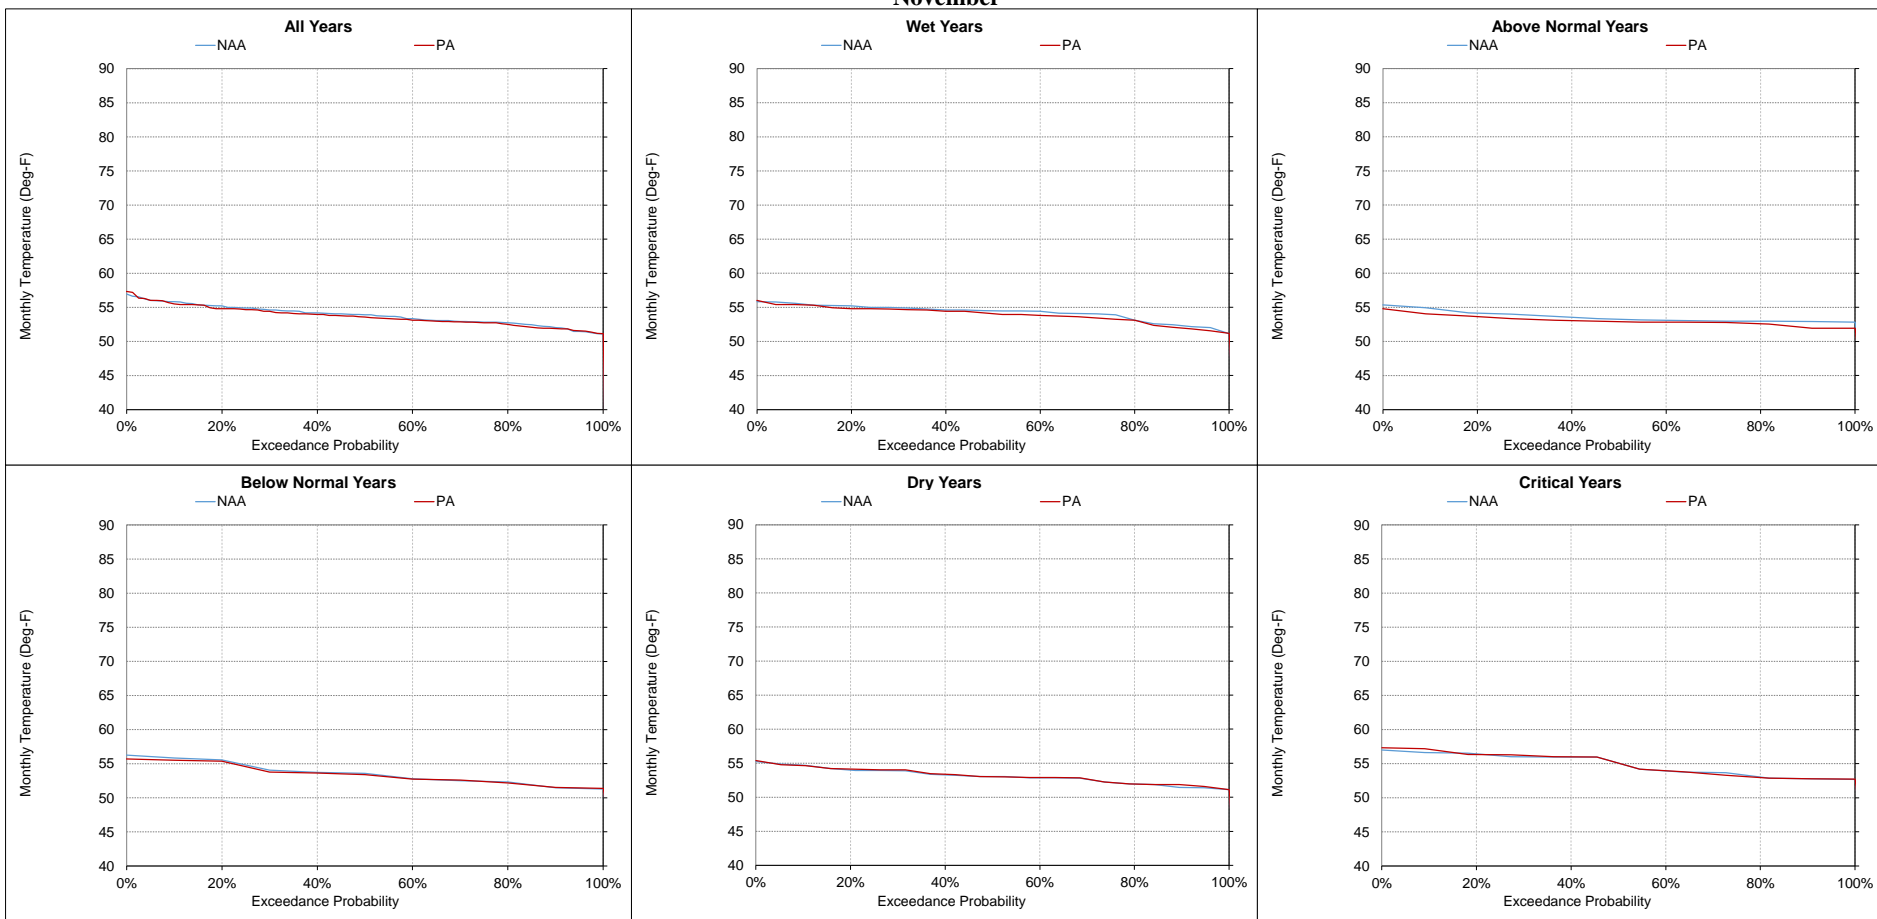 November
All Years
NAA PA
Monthly Temperature (Deg-F)
90
85
80
75
70
65
60
55
50
45
40
0% 20% 40% 60% 80% 100%
Exceedance Probability
Wet Years
NAA PA
Monthly Temperature (Deg-F)
90
85
80
75
70
65
60
55
50
45
40
0% 20% 40% 60% 80% 100%
Exceedance Probability
Above Normal Years
NAA PA
Monthly Temperature (Deg-F)
90
85
80
75
70
65
60
55
50
45
40
0% 20% 40% 60% 80% 100%
Exceedance Probability
Below Normal Years
NAA PA
Monthly Temperature (Deg-F)
90
85
80
75
70
65
60
55
50
45
40
0% 20% 40% 60% 80% 100%
Exceedance Probability
Dry Years
NAA PA
Monthly Temperature (Deg-F)
90
85
80
75
70
65
60
55
50
45
40
0% 20% 40% 60% 80% 100%
Exceedance Probability
Critical Years
NAA PA
Monthly Temperature (Deg-F)
90
85
80
75
70
65
60
55
50
45
40
0% 20% 40% 60% 80% 100%
Exceedance Probability